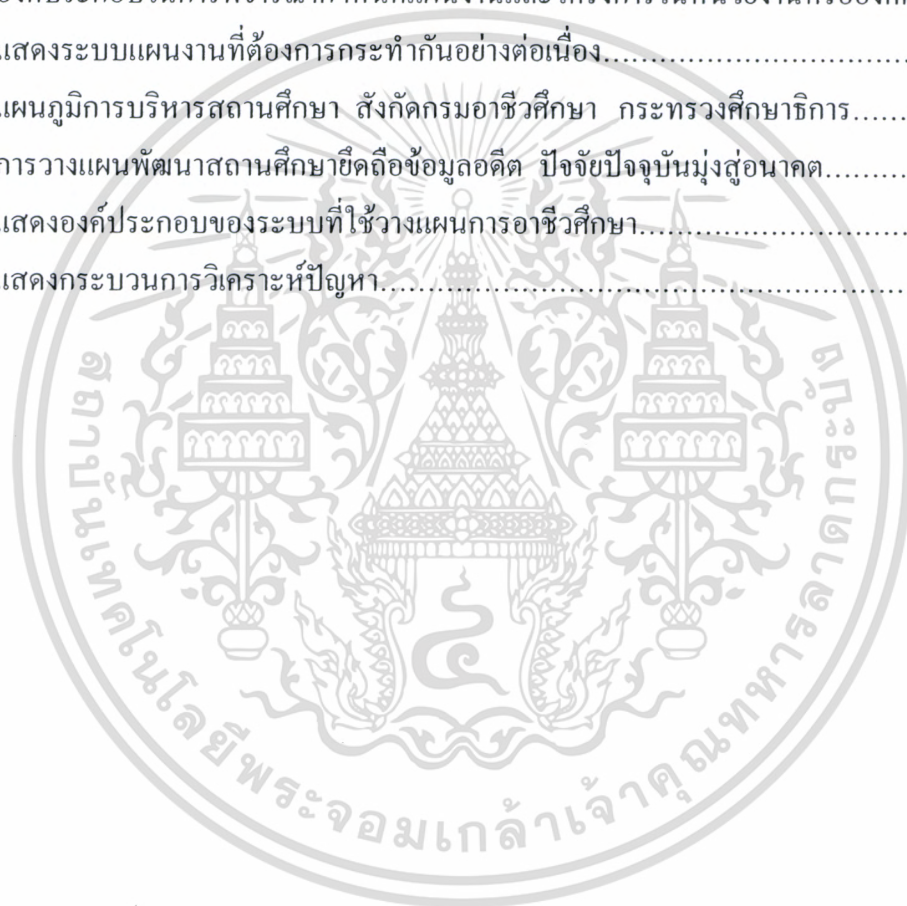 แสดงระบบแผนงานที่ต้องการกระทำกันอย่างต่อเนื่อง
แผนภูมิการบริหารสถานศึกษา สังกัดกรมอาชีวศึกษา กระทรวงศึกษาธิการ
การวางแผนพัฒนาสถานศึกษายึดถือข้อมูลอดีต ปัจจัยปัจจุบันมุ่งสู่อนาคต
แสดงองค์ประกอบของระบบที่ใช้วางแผนการอาชีวศึกษา
แสดงกระบวนการวิเคราะห์ปัญหา
สถาบันเทคโนโลยีพระจอมเกล้าเจ้าคุณทหารลาดกระบัง